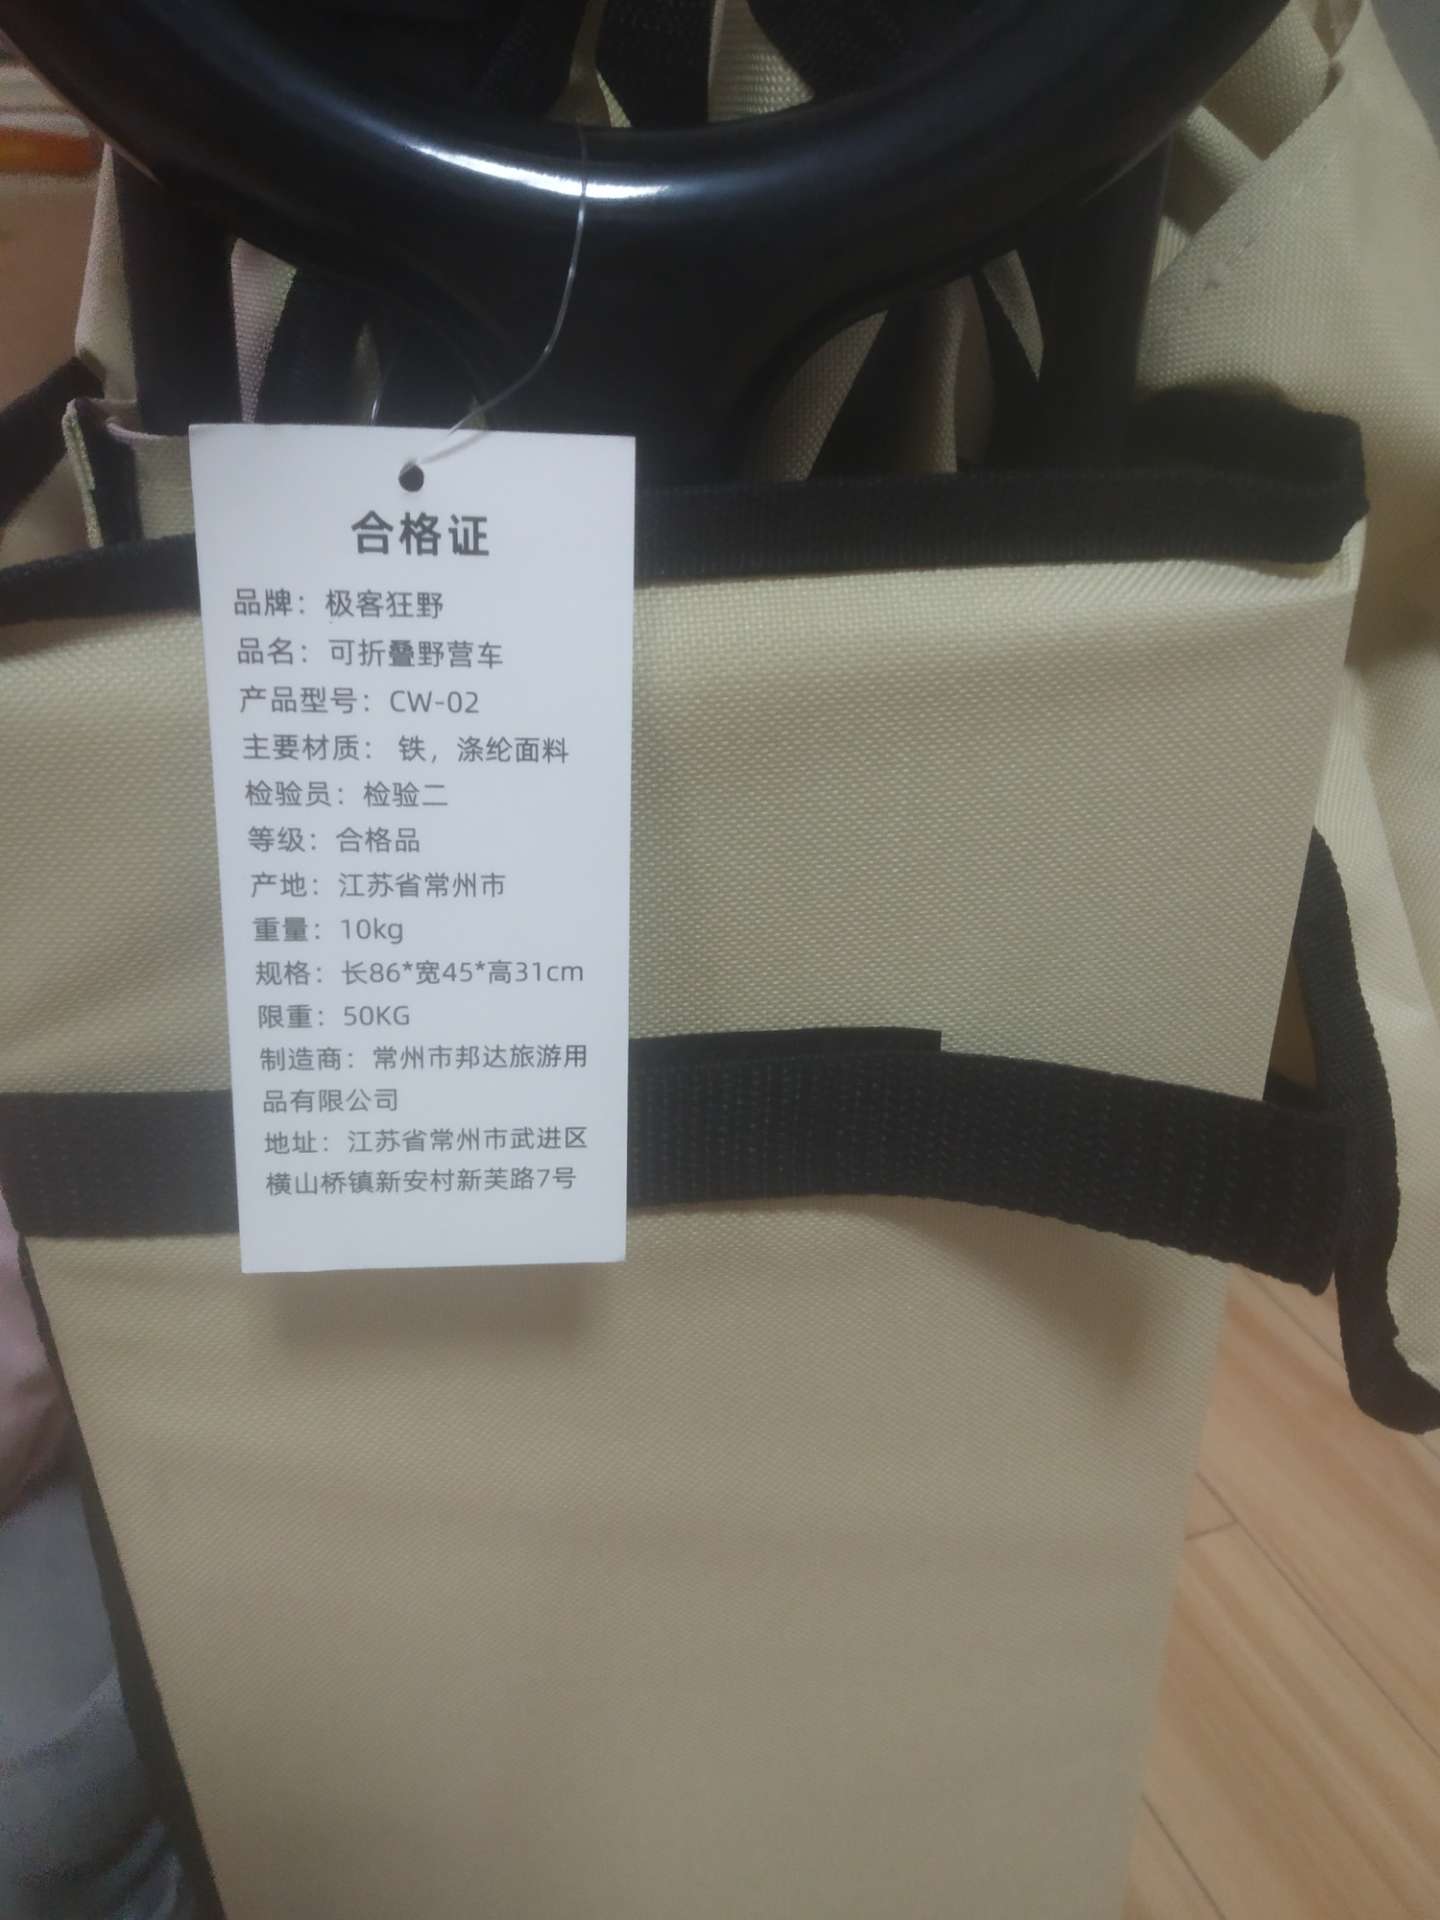 合格证
品牌：极客狂野
品名：可折叠野营车
产品型号：CW-02
主要材质： 铁，涤纶面料
检验员：检验二
等级：合格品
产地：江苏省常州市
重量：10kg
规格：长86*宽45*高31cm
限重：50KG
制造商：常州市邦达旅游用
品有限公司
地址：江苏省常州市武进区
横山桥镇新安村新芙路7号